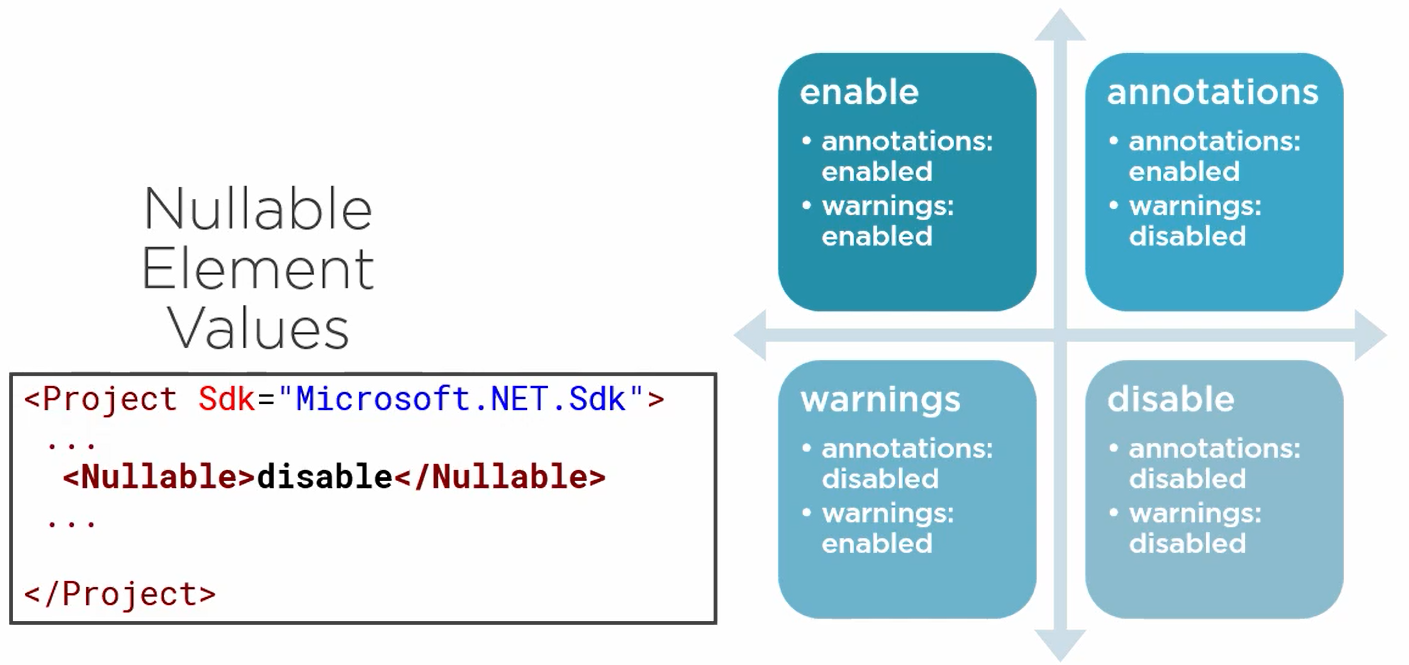 Nullable
Element
Values
<Project Sdk="Microsoft.NET.Sdk">
...
<Nullable>disable</Nullable>
...
</Project>
enable
• annotations:
enabled
• warnings:
enabled
annotations
• annotations:
enabled
• warnings:
disabled
warnings
• annotations:
disabled
• warnings:
enabled
disable
• annotations:
disabled
• warnings:
disabled